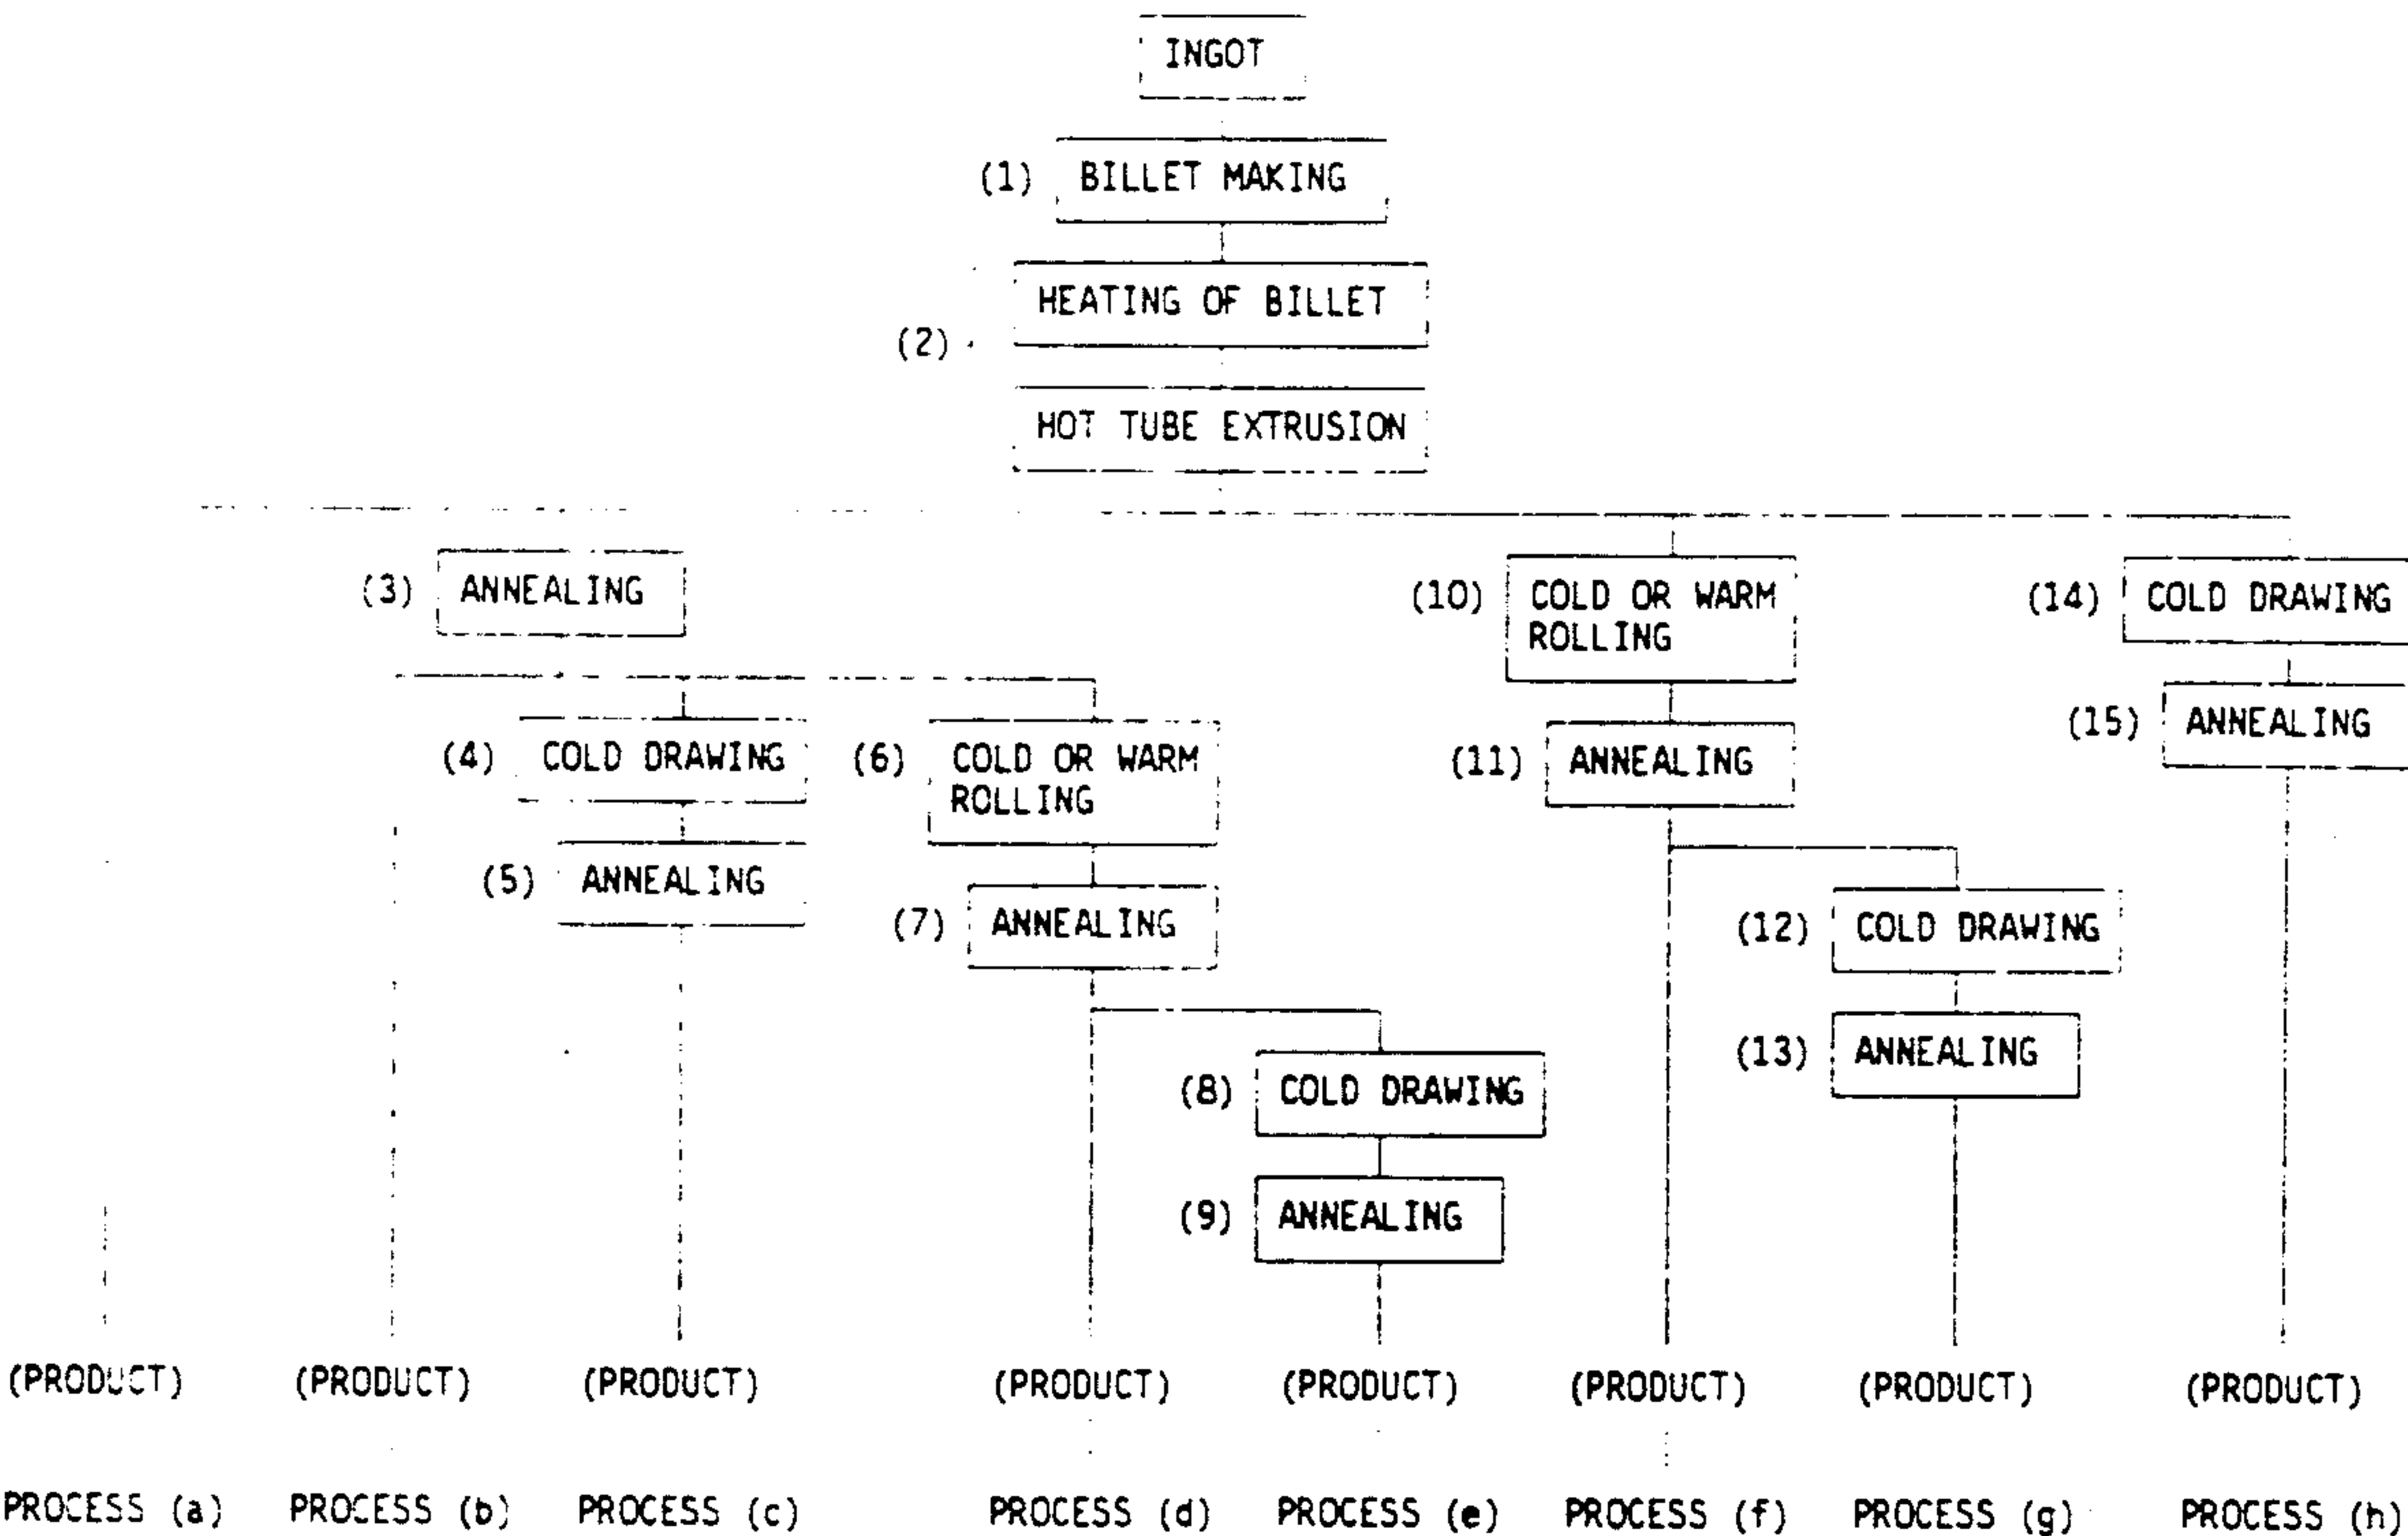 INGOT
(1) BILLET MAKING
HEATING OF BILLET
(2)
HOT TUBE EXTRUSION
(3) ANNEALING
(10) COLD OR WARM
ROLLING
(14) COLD DRAWING
(4) COLD DRAWING
(6) COLD OR WARM
ROLLING
(11) ANNEALING
(15) ANNEALING
(5) ANNEALING
(7) ANNEALING
(12) COLD DRAWING
(8) COLD DRAWING
(13) ANNEALING
(9) ANNEALING
(PRODUCT) (PRODUCT) (PRODUCT) (PRODUCT) (PRODUCT) (PRODUCT) (PRODUCT) (PRODUCT)
PROCESS (a) PROCESS (b) PROCESS (c) PROCESS (d) PROCESS (e) PROCESS (f) PROCESS (g) PROCESS (h)